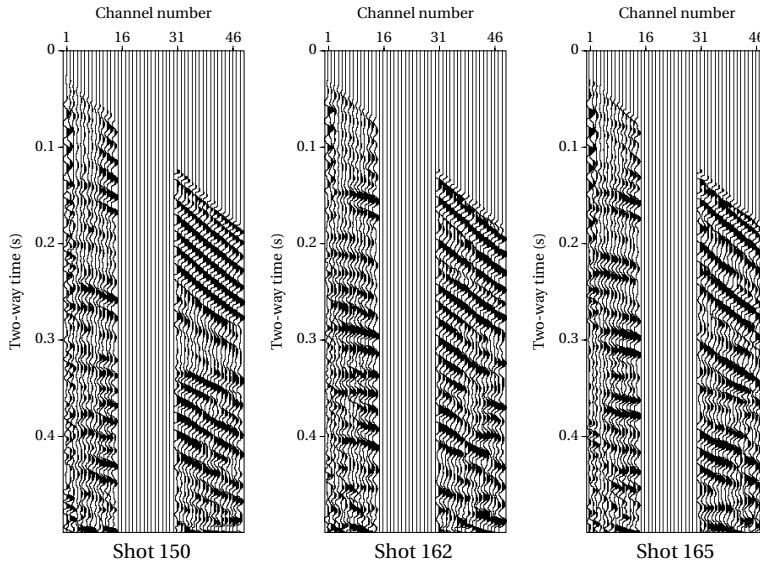 Channel number Channel number Channel number
1 16 31 46 1 16 31 46 1 16 31 46
0 0 0
0.1 0.1 0.1
0.2 0.2 0.2
Two-way time (s) Two-way time (s) Two-way time (s)
0.3 0.3 0.3
0.4 0.4 0.4
Shot 150 Shot 162 Shot 165